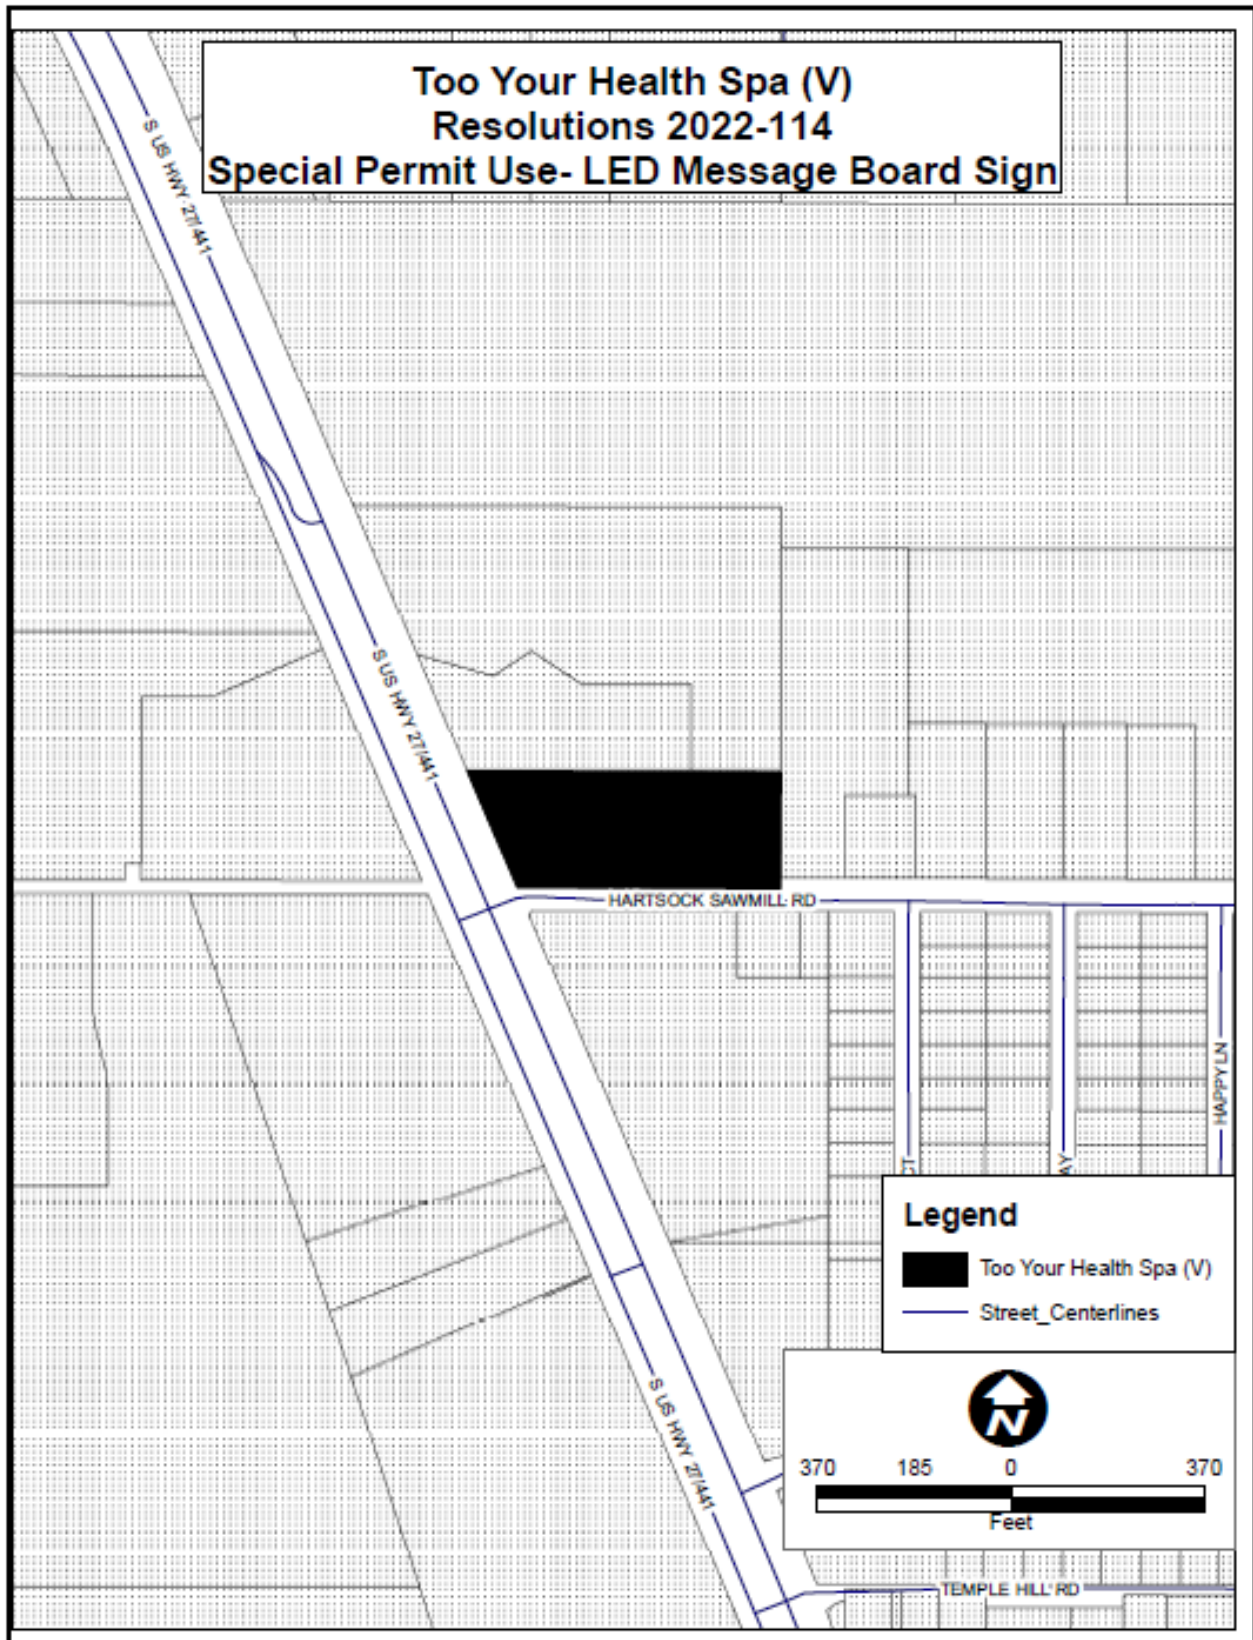 Too Your Health Spa (V)
Resolutions 2022-114
Special Permit Use- LED Message Board Sign
S US HWY 27/441
S US HWY 27/441
HARTSOCK SAWMILL RD
HAPPY LN
CT
WY
Legend
Too Your Health Spa (V)
Street_Centerlines
N
370 185 0 370
Feet
S US HWY 27/441
TEMPLE HILL RD